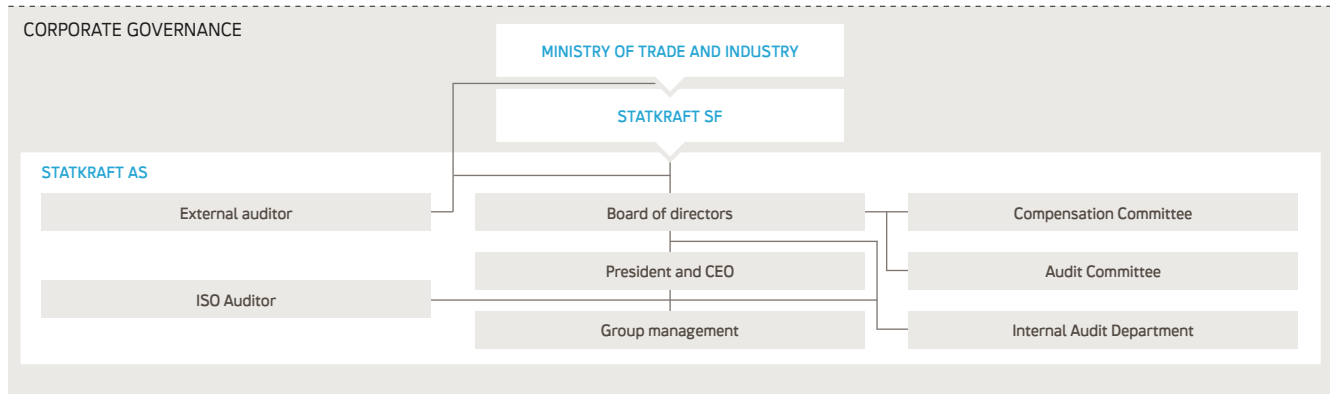 CORPORATE GOVERNANCE
MINISTRY OF TRADE AND INDUSTRY
STATKRAFT SF
STATKRAFT AS
External auditor
Board of directors
Compensation Committee
President and CEO
Audit Committee
ISO Auditor
Group management
Internal Audit Department